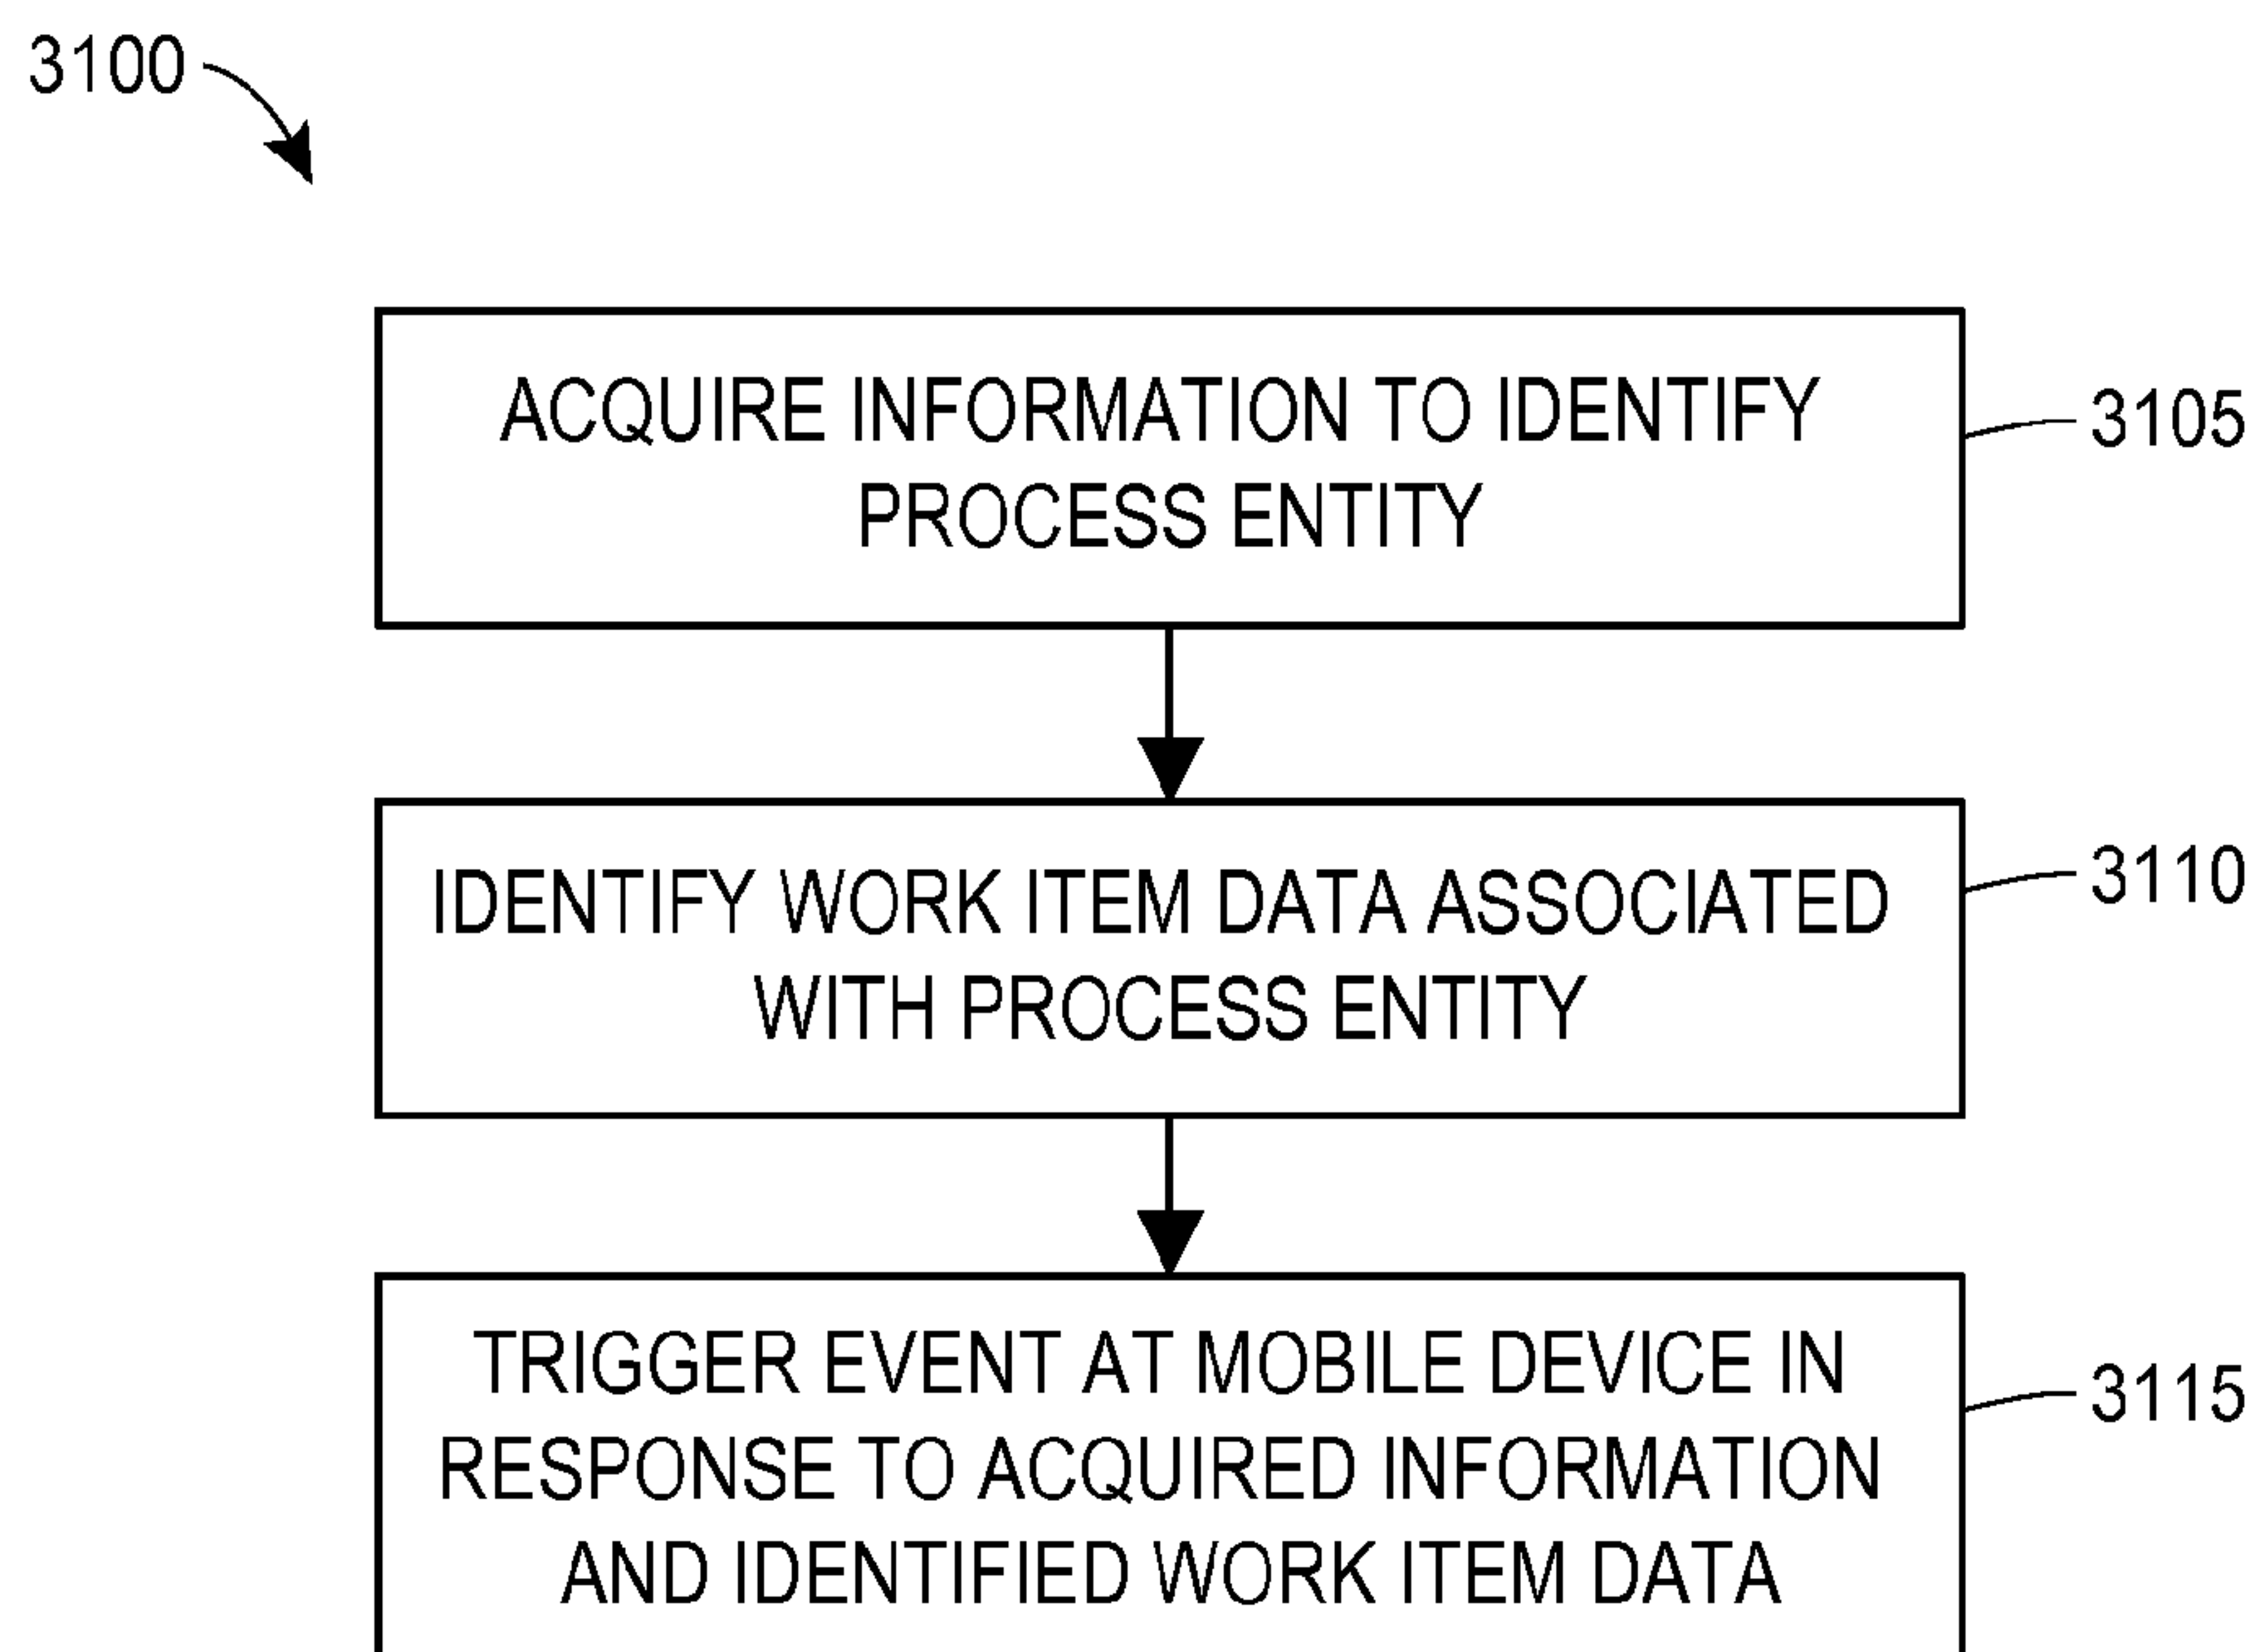 3100
ACQUIRE INFORMATION TO IDENTIFY
PROCESS ENTITY
3105
IDENTIFY WORK ITEM DATA ASSOCIATED
WITH PROCESS ENTITY
3110
TRIGGER EVENT AT MOBILE DEVICE IN
RESPONSE TO ACQUIRED INFORMATION
AND IDENTIFIED WORK ITEM DATA
3115